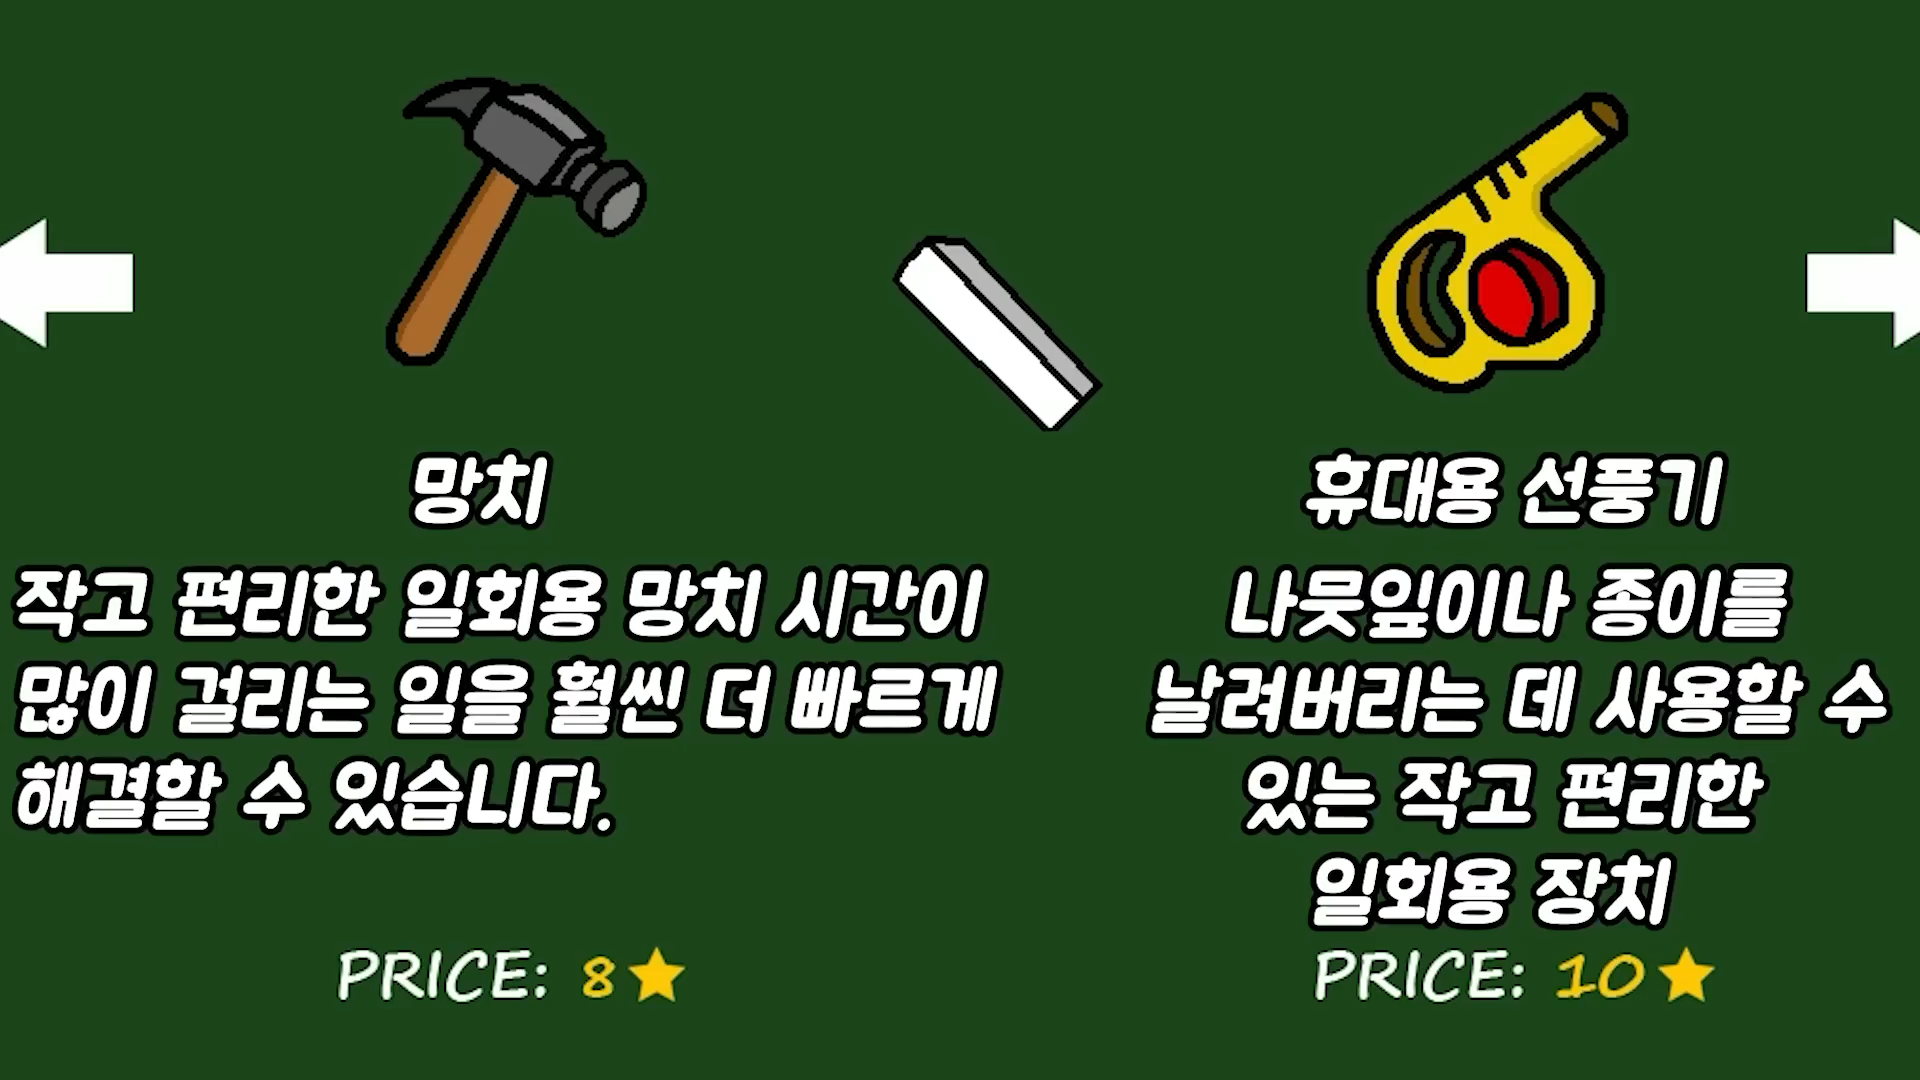 망치
작고 편리한 일회용 망치 시간이
많이 걸리는 일을 훨씬 더 빠르게
해결할 수 있습니다.
PRICE: 8
휴대용 선풍기
나뭇잎이나 종이를
날려버리는 데 사용할 수
있는 작고 편리한
일회용 장치
PRICE: 10